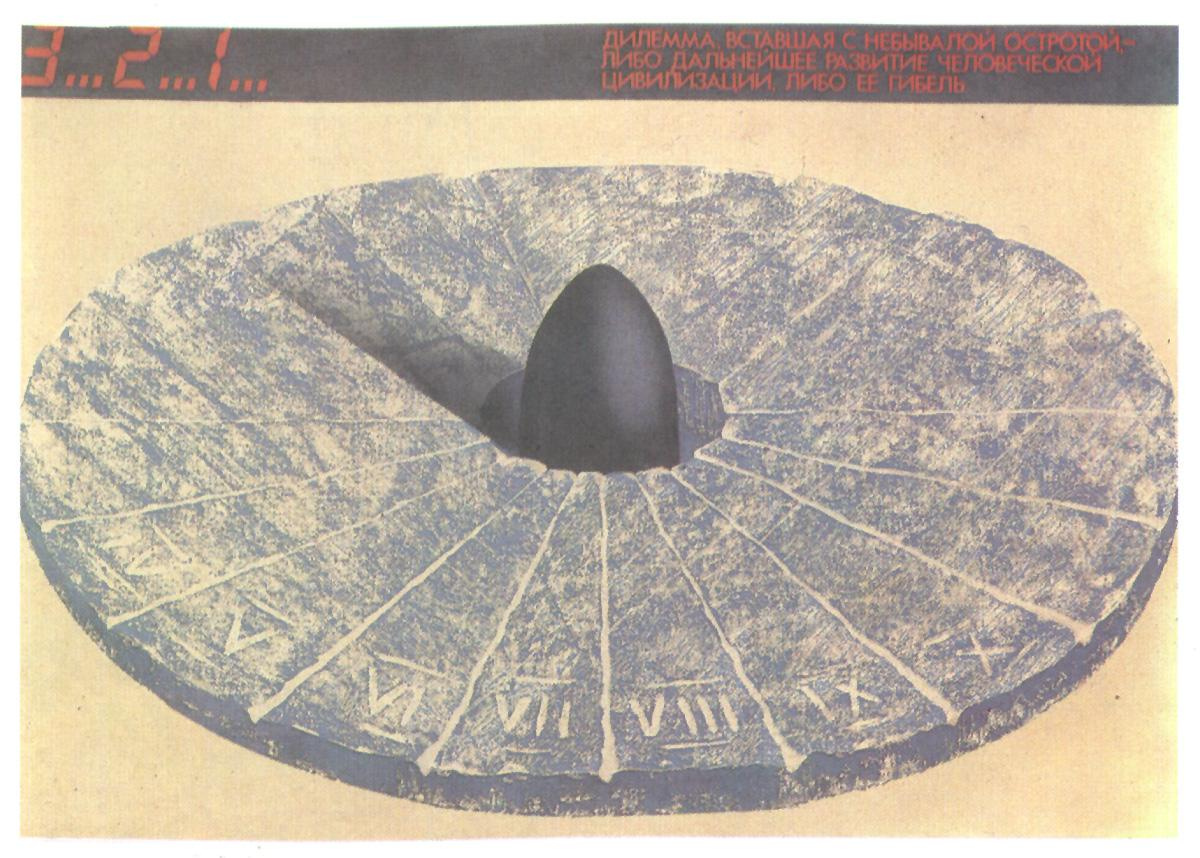 3...2...1...
ДИЛЕММА, ВСТАВШАЯ С НЕБЫВАЛОЙ ОСТРОТОЙ,–
ЛИБО ДАЛЬНЕЙШЕЕ РАЗВИТИЕ ЧЕЛОВЕЧЕСКОЙ
ЦИВИЛИЗАЦИИ, ЛИБО ЕЕ ГИБЕЛЬ
V VI VII VIII IX X